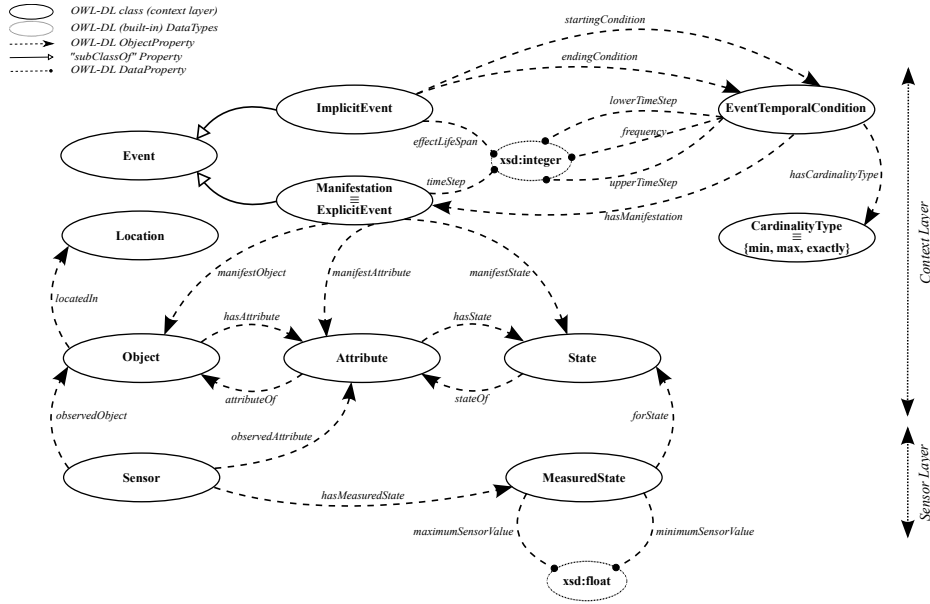 OWL-DL class (context layer)
OWL-DL (built-in) DataTypes
OWL-DL ObjectProperty
"subClassOf" Property
OWL-DL DataProperty
startingCondition
endingCondition
ImplicitEvent
EventTemporalCondition
lowerTimeStep
frequency
effectLifeSpan
Event
xsd:integer
hasCardinalityType
timeStep
upperTimeStep
Manifestation
≡
ExplicitEvent
hasManifestation
Location
CardinalityType
≡
{min, max, exactly}
manifestObject
manifestAttribute
manifestState
locatedIn
hasAttribute
hasState
Object
Attribute
State
attributeOf
stateOf
observedObject
observedAttribute
forState
Sensor
MeasuredState
hasMeasuredState
maximumSensorValue
minimumSensorValue
xsd:float
Context Layer
Sensor Layer